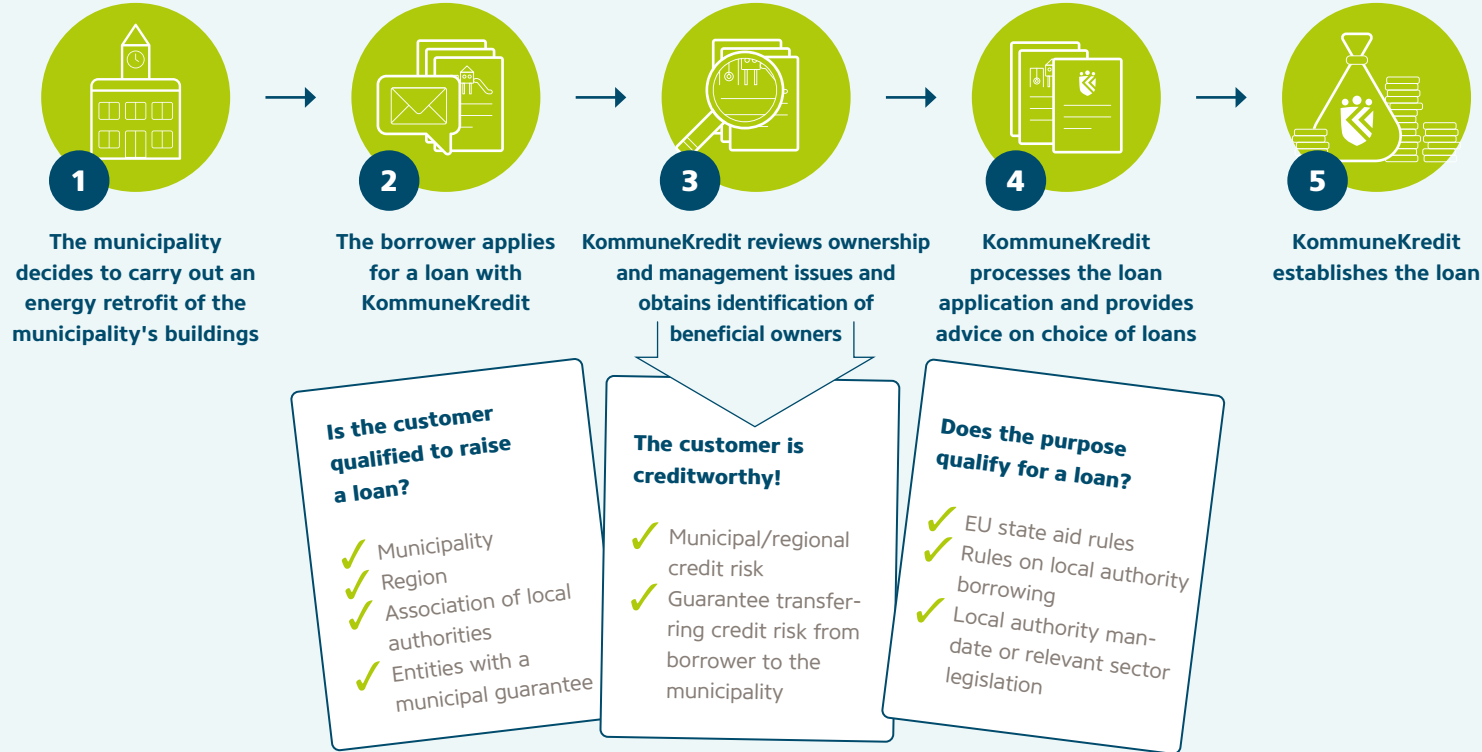 1
The municipality
decides to carry out an
energy retrofit of the
municipality's buildings
2
The borrower applies
for a loan with
KommuneKredit
3
KommuneKredit reviews ownership
and management issues and
obtains identification of
beneficial owners
4
KommuneKredit
processes the loan
application and provides
advice on choice of loans
5
KommuneKredit
establishes the loan
Is the customer
qualified to raise
a loan?
Municipality
Region
Association of local
authorities
Entities with a
municipal guarantee
The customer is
creditworthy!
Municipal/regional
credit risk
Guarantee transfer-
ring credit risk from
borrower to the
municipality
Does the purpose
qualify for a loan?
EU state aid rules
Rules on local authority
borrowing
Local authority man-
date or relevant sector
legislation